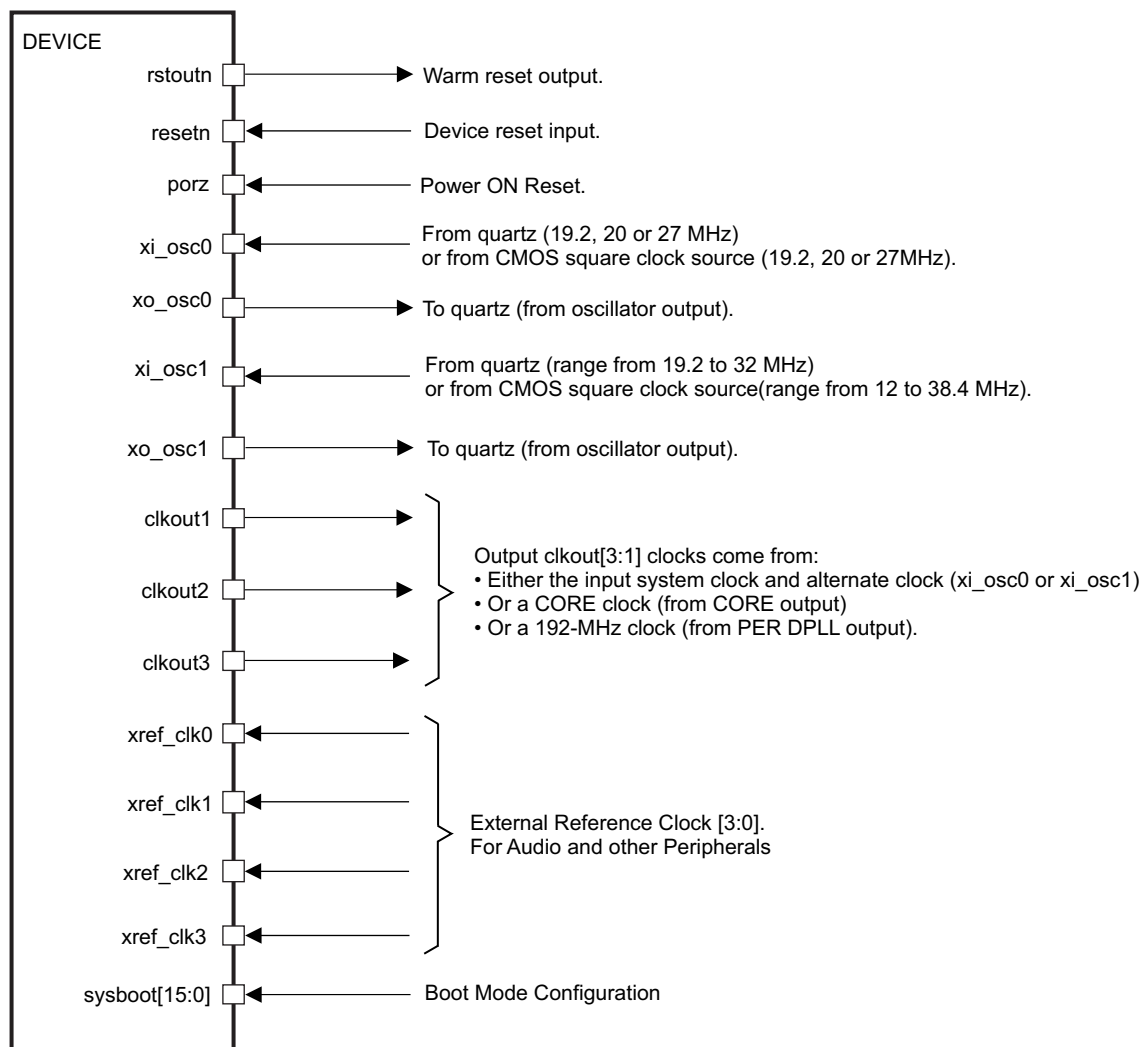 DEVICE
rstoutn
Warm reset output.
resetn
Device reset input.
porz
Power ON Reset.
xi_osc0
From quartz (19.2, 20 or 27 MHz)
or from CMOS square clock source (19.2, 20 or 27MHz).
xo_osc0
To quartz (from oscillator output).
xi_osc1
From quartz (range from 19.2 to 32 MHz)
or from CMOS square clock source(range from 12 to 38.4 MHz).
xo_osc1
To quartz (from oscillator output).
clkout1
clkout2
clkout3
Output clkout[3:1] clocks come from:
• Either the input system clock and alternate clock (xi_osc0 or xi_osc1)
• Or a CORE clock (from CORE output)
• Or a 192-MHz clock (from PER DPLL output).
xref_clk0
xref_clk1
xref_clk2
xref_clk3
External Reference Clock [3:0].
For Audio and other Peripherals
sysboot[15:0]
Boot Mode Configuration